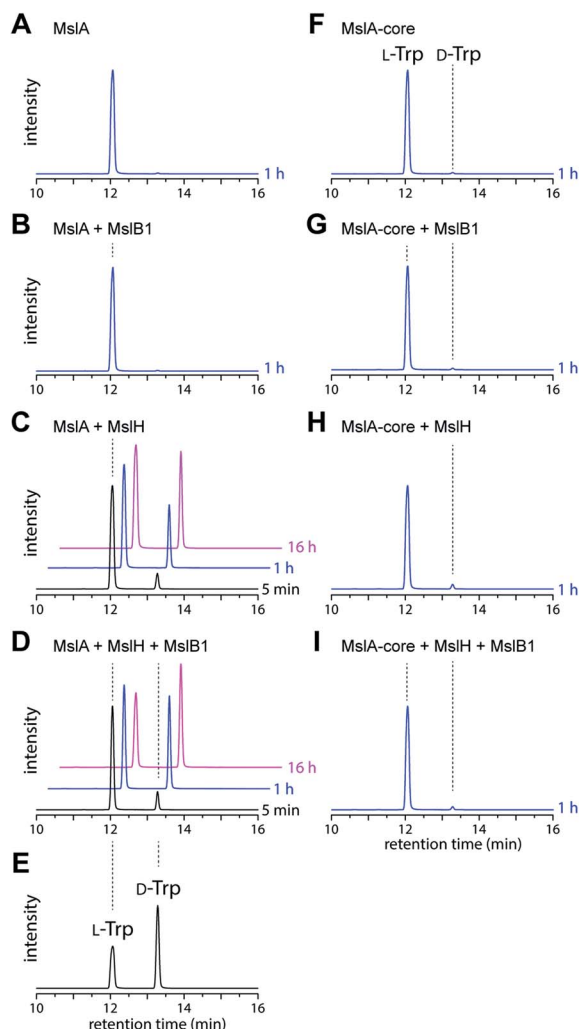 A MslA
intensity
1 h
10 12 14 16
B MslA + MslB1
intensity
1 h
10 12 14 16
C MslA + MslH
intensity
16 h
1 h
5 min
10 12 14 16
D MslA + MslH + MslB1
intensity
16 h
1 h
5 min
10 12 14 16
E
intensity
L-Trp
D-Trp
10 12 14 16
retention time (min)
F MslA-core
L-Trp D-Trp
1 h
10 12 14 16
G MslA-core + MslB1
1 h
10 12 14 16
H MslA-core + MslH
1 h
10 12 14 16
I MslA-core + MslH + MslB1
1 h
10 12 14 16
retention time (min)